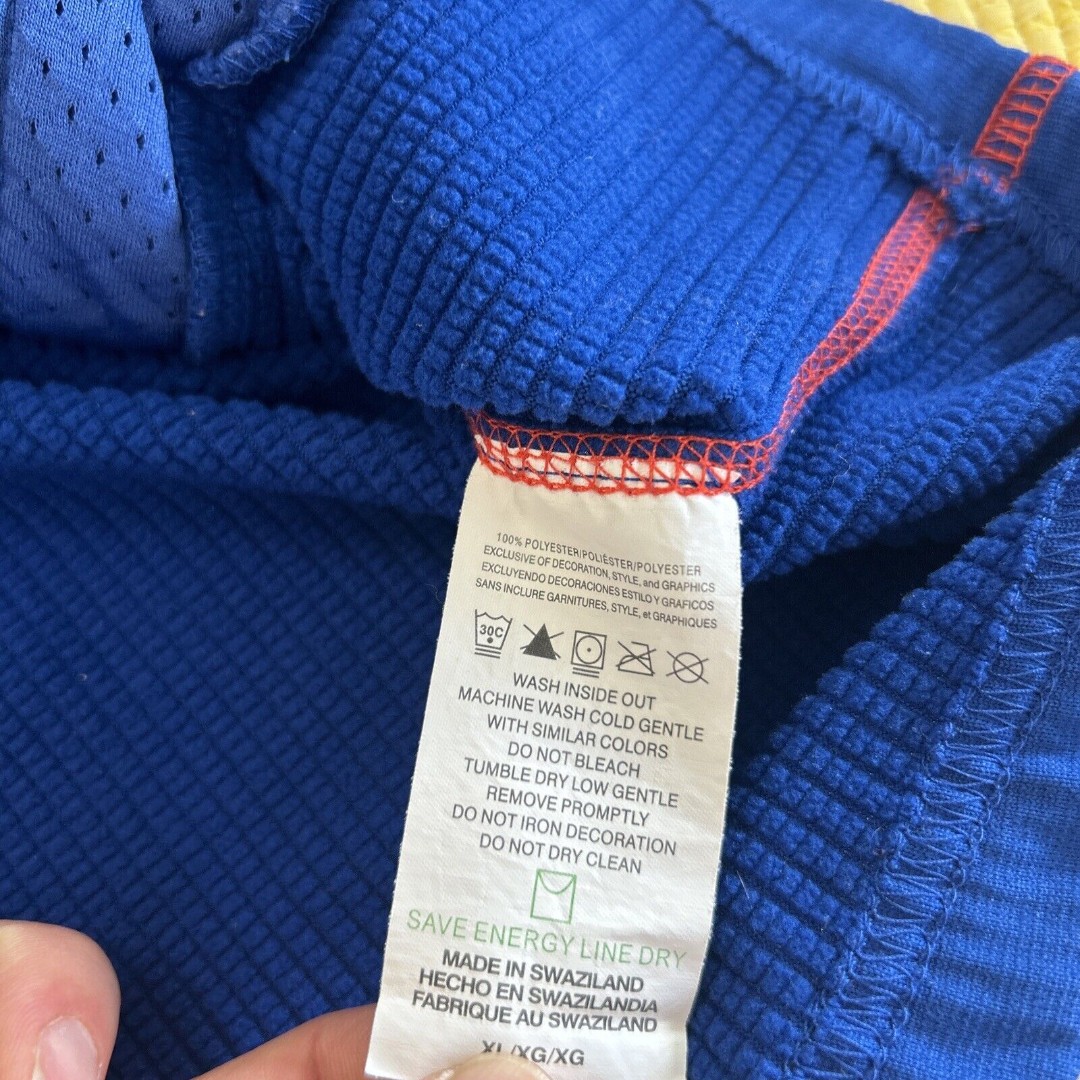 100% POLYESTER/POLIÉSTER/POLYESTER
EXCLUSIVE OF DECORATION, STYLE, and GRAPHICS
EXCLUYENDO DECORACIONES ESTILO Y GRAFICOS
SANS INCLURE GARNITURES, STYLE, et GRAPHIQUES
30C
WASH INSIDE OUT
MACHINE WASH COLD GENTLE
WITH SIMILAR COLORS
DO NOT BLEACH
TUMBLE DRY LOW GENTLE
REMOVE PROMPTLY
DO NOT IRON DECORATION
DO NOT DRY CLEAN
SAVE ENERGY LINE DRY
MADE IN SWAZILAND
HECHO EN SWAZILANDIA
FABRIQUE AU SWAZILAND
XL/XG/XG